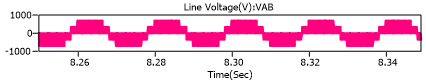 Line Voltage(V):VAB
1000
0
-1000
8.26 8.28 8.30 8.32 8.34
Time(Sec)